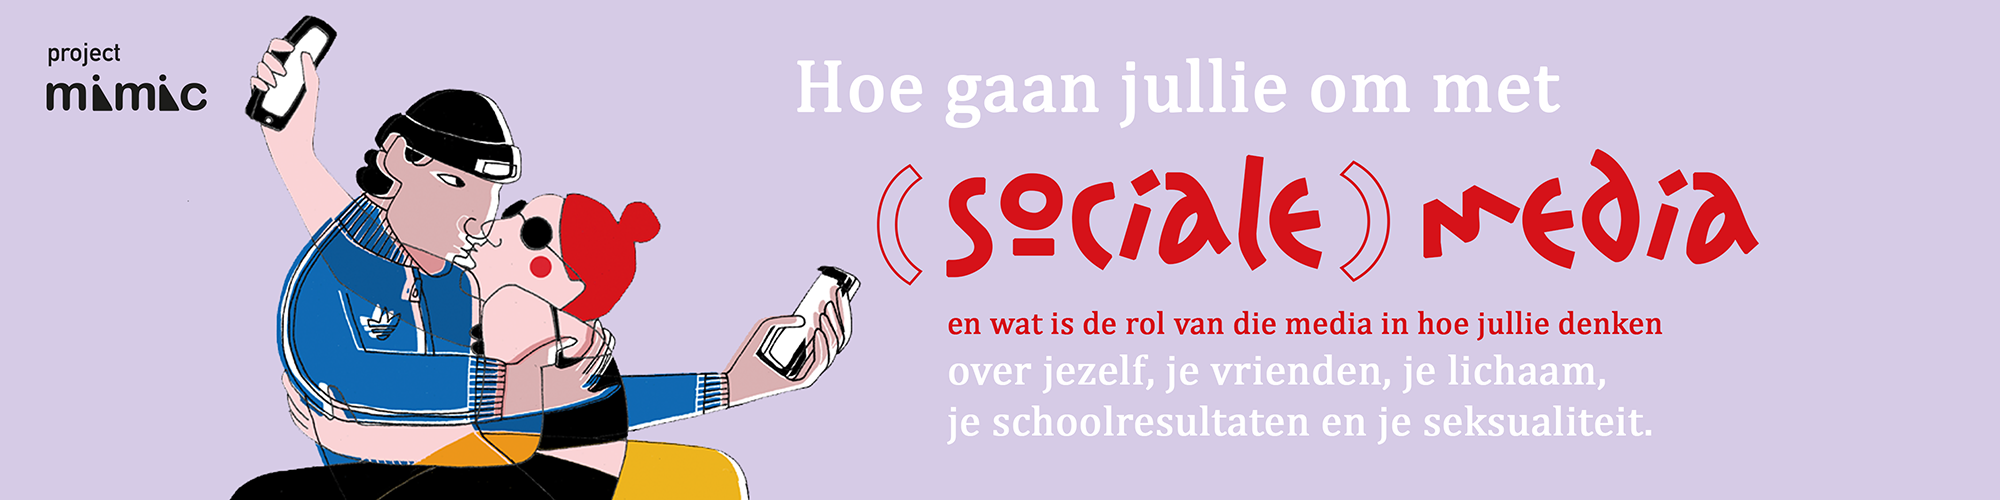 project
mimic
Hoe gaan jullie om met
(sociale) media
en wat is de rol van die media in hoe jullie denken
over jezelf, je vrienden, je lichaam,
je schoolresultaten en je seksualiteit.